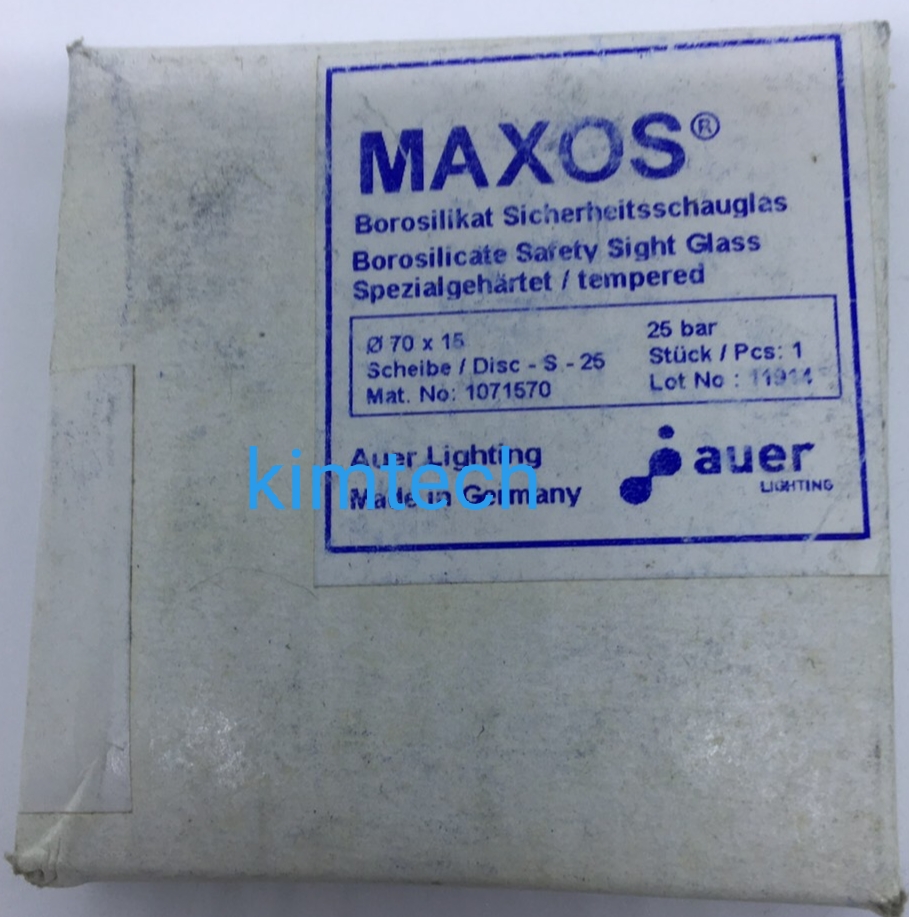 MAXOS®
Borosilikat Sicherheitsschauglas
Borosilicate Safety Sight Glass
Spezialgehärtet / tempered
Ø 70 x 15
Scheibe / Disc - S - 25
Mat. No: 1071570
25 bar
Stück / Pcs: 1
Lot No : 11914
Auer Lighting
Made in Germany
auer
LIGHTING
kimtech